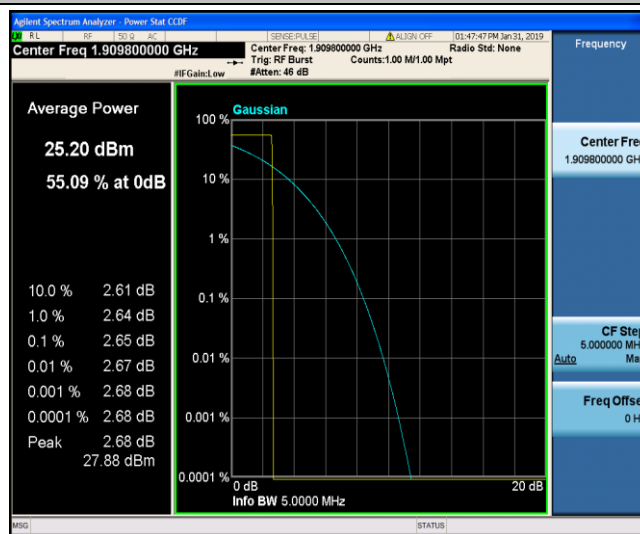 Agilent Spectrum Analyzer - Power Stat CCDF
RL RF 50 Ω AC SENSE:PULSE ALIGN OFF 01:47:47 PM Jan 31, 2019
Center Freq 1.909800000 GHz
Center Freq: 1.909800000 GHz Radio Std: None
Trig: RF Burst Counts:1.00 M/1.00 Mpt
#IFGain:Low #Atten: 46 dB
Frequency
Average Power
25.20 dBm
55.09 % at 0dB
10.0 % 2.61 dB
1.0 % 2.64 dB
0.1 % 2.65 dB
0.01 % 2.67 dB
0.001 % 2.68 dB
0.0001 % 2.68 dB
Peak 2.68 dB
27.88 dBm
Gaussian
100 %
10 %
1 %
0.1 %
0.01 %
0.001 %
0.0001 %
0 dB 20 dB
Info BW 5.0000 MHz
Center Fre
1.909800000 GH
CF Ste
5.000000 MH
Auto Ma
Freq Offse
0 H
MSG STATUS